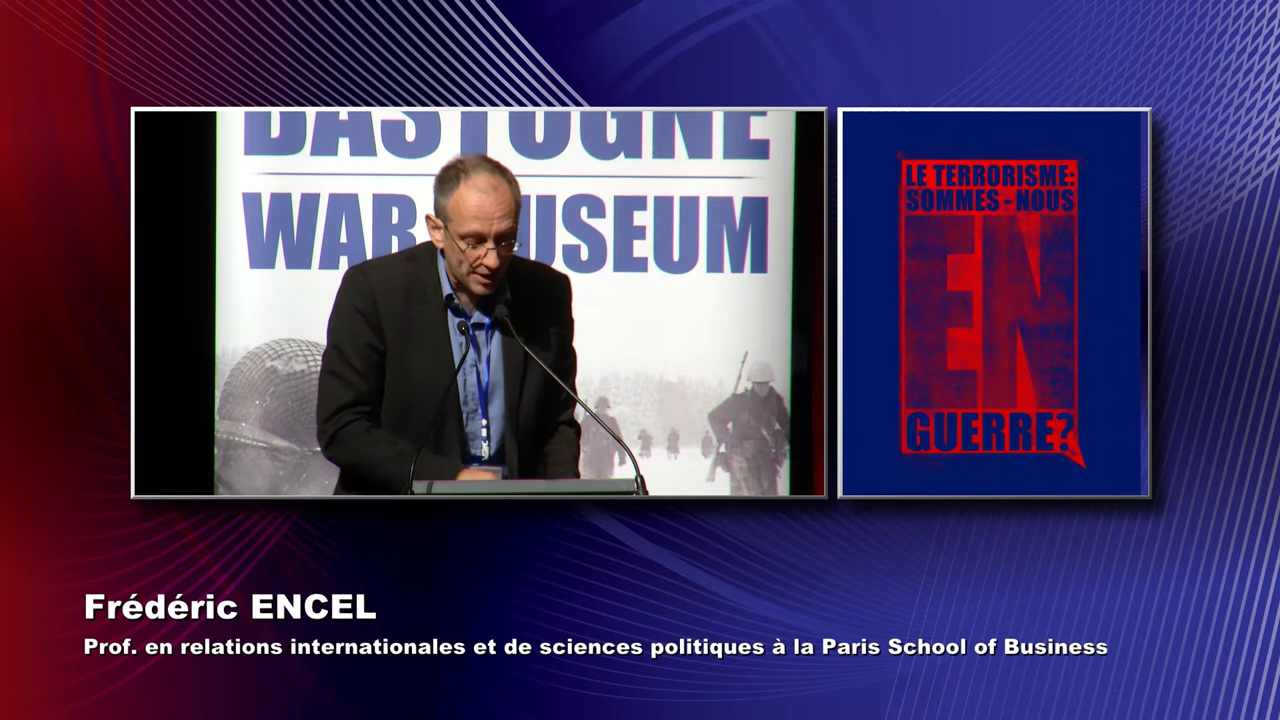 BASTOGNE
WAR MUSEUM
LE TERRORISME:
SOMMES-NOUS
EN
GUERRE?
Frédéric ENCEL
Prof. en relations internationales et de sciences politiques à la Paris School of Business